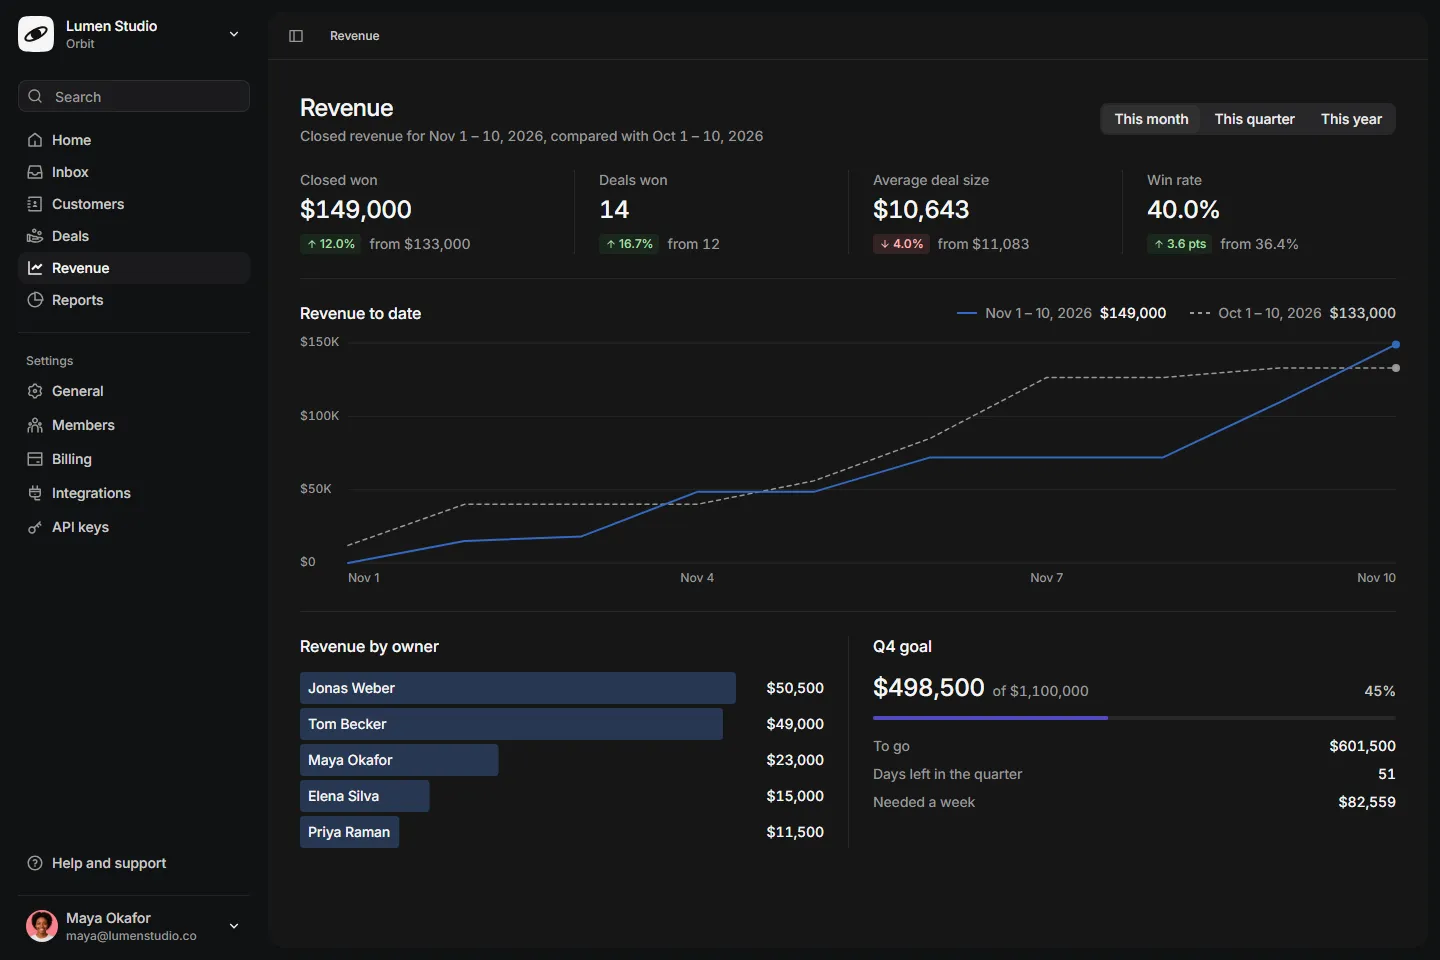 Lumen Studio
Orbit
Search
Home
Inbox
Customers
Deals
Revenue
Reports
Settings
General
Members
Billing
Integrations
API keys
Help and support
Maya Okafor
maya@lumenstudio.co
Revenue
Revenue
Closed revenue for Nov 1 – 10, 2026, compared with Oct 1 – 10, 2026
This month This quarter This year
Closed won
$149,000
↑ 12.0% from $133,000
Deals won
14
↑ 16.7% from 12
Average deal size
$10,643
↓ 4.0% from $11,083
Win rate
40.0%
↑ 3.6 pts from 36.4%
Revenue to date
Nov 1 – 10, 2026 $149,000 Oct 1 – 10, 2026 $133,000
$150K
$100K
$50K
$0
Nov 1 Nov 4 Nov 7 Nov 10
Revenue by owner
Jonas Weber $50,500
Tom Becker $49,000
Maya Okafor $23,000
Elena Silva $15,000
Priya Raman $11,500
Q4 goal
$498,500 of $1,100,000 45%
To go $601,500
Days left in the quarter 51
Needed a week $82,559